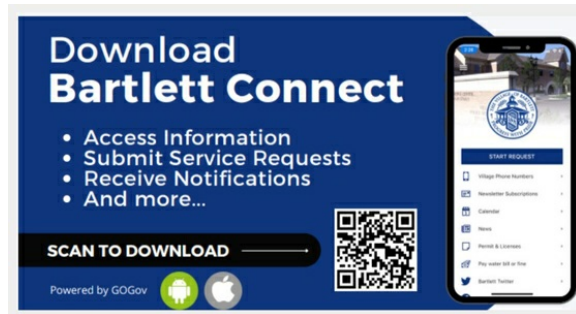 Download
Bartlett Connect
• Access Information
• Submit Service Requests
• Receive Notifications
• And more...
SCAN TO DOWNLOAD
Powered by GOGov
START REQUEST
Village Phone Numbers
Newsletter Subscriptions
Calendar
News
Permit & Licenses
Pay water bill or fine
Bartlett Twitter